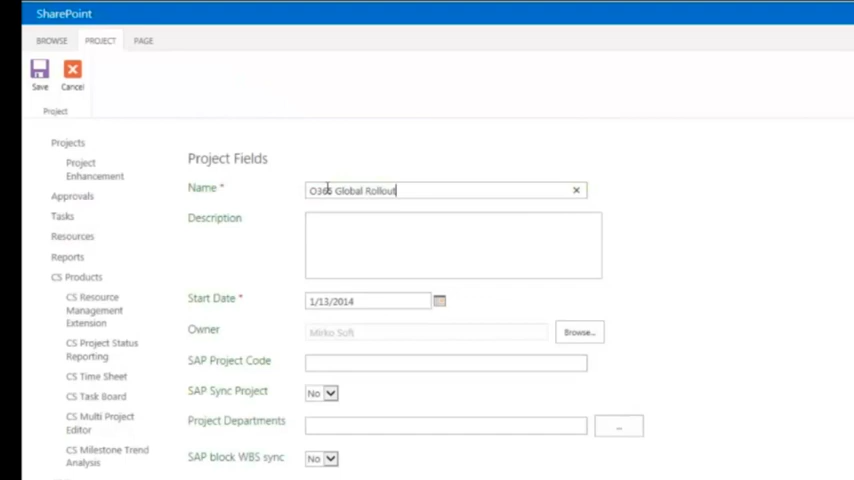 SharePoint
BROWSE PROJECT PAGE
Save Cancel
Project
Projects
Project
Enhancement
Approvals
Tasks
Resources
Reports
CS Products
CS Resource
Management
Extension
CS Project Status
Reporting
CS Time Sheet
CS Task Board
CS Multi Project
Editor
CS Milestone Trend
Analysis
Project Fields
Name * O365 Global Rollout
Description
Start Date * 1/13/2014
Owner Mirko Soft Browse...
SAP Project Code
SAP Sync Project No
Project Departments ...
SAP block WBS sync No